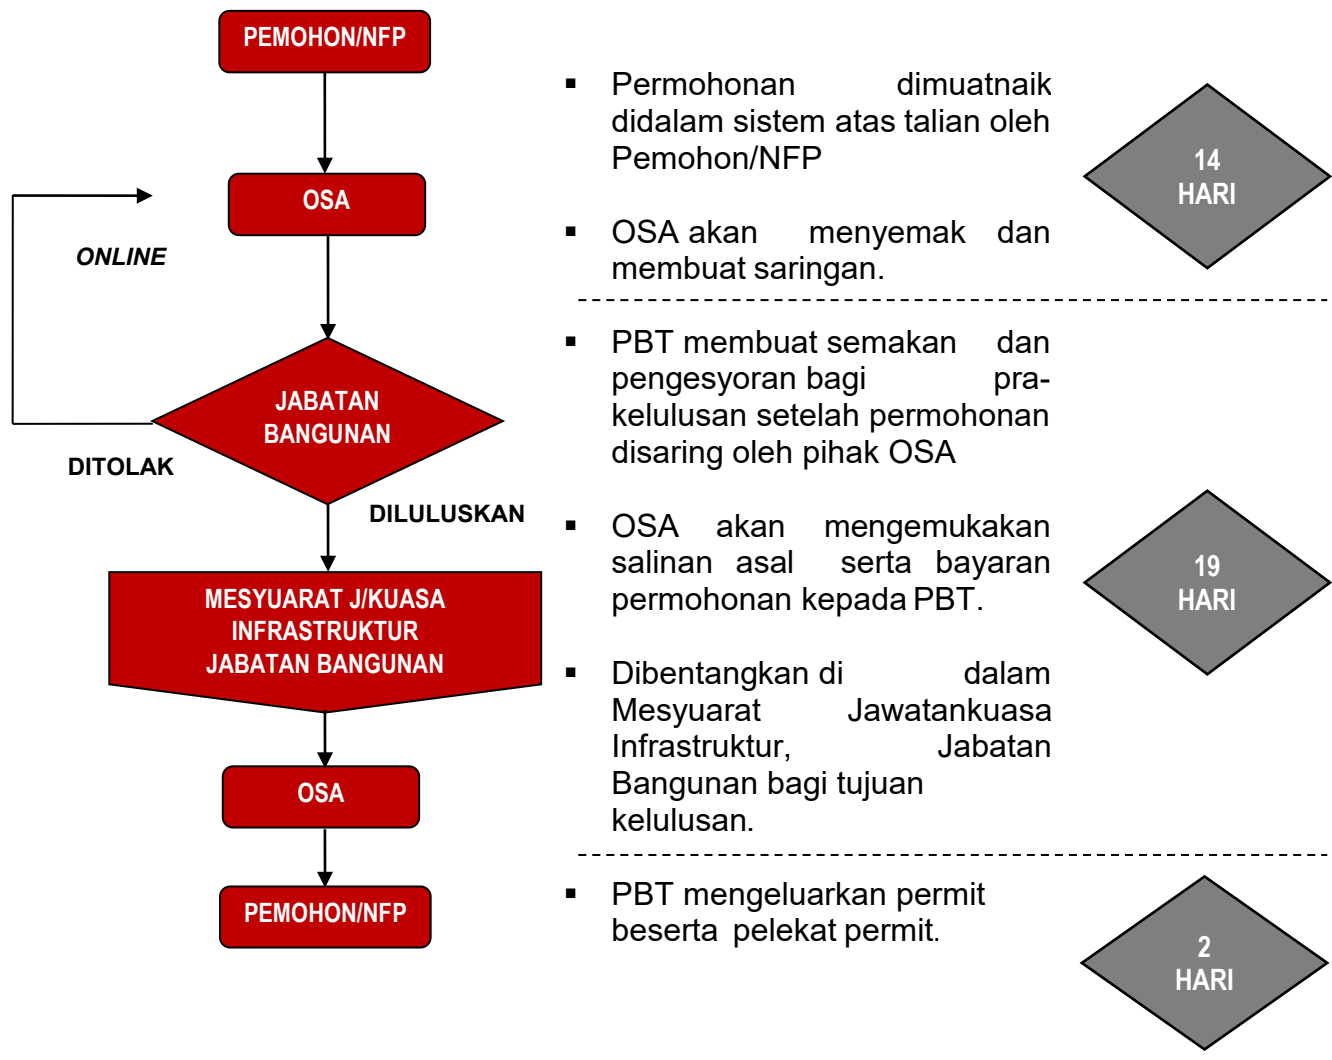 PEMOHON/NFP
OSA
ONLINE
JABATAN
BANGUNAN
DITOLAK
DILULUSKAN
MESYUARAT J/KUASA
INFRASTRUKTUR
JABATAN BANGUNAN
OSA
PEMOHON/NFP
▪ Permohonan dimuatnaik
didalam sistem atas talian oleh
Pemohon/NFP
▪ OSA akan menyemak dan
membuat saringan.
14
HARI
▪ PBT membuat semakan dan
pengesyoran bagi pra-
kelulusan setelah permohonan
disaring oleh pihak OSA
▪ OSA akan mengemukakan
salinan asal serta bayaran
permohonan kepada PBT.
▪ Dibentangkan di dalam
Mesyuarat Jawatankuasa
Infrastruktur, Jabatan
Bangunan bagi tujuan
kelulusan.
19
HARI
▪ PBT mengeluarkan permit
beserta pelekat permit.
2
HARI